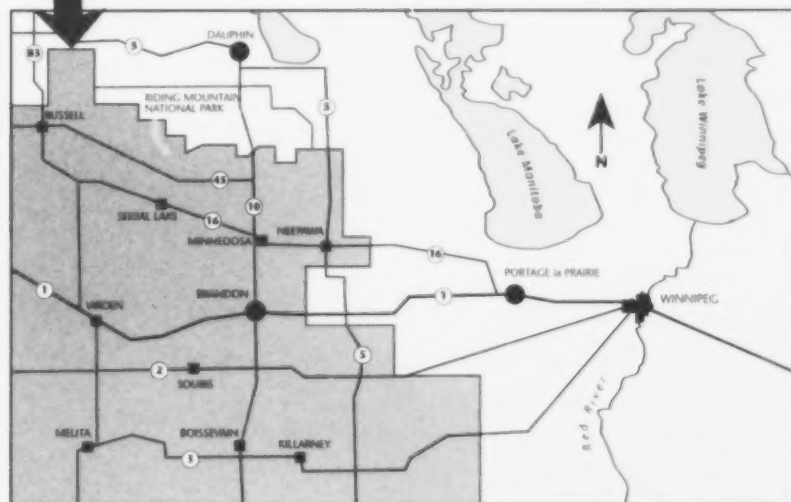 DAUPHIN
83
5
RIDING MOUNTAIN
NATIONAL PARK
5
RUSSELL
45
SHOAL LAKE
16
10
MINNEDOSA
NEEPAWA
16
Lake Manitoba
Lake Winnipeg
N
1
VIRDEN
BRANDON
1
PORTAGE la PRAIRIE
WINNIPEG
2
SOURIS
5
Red River
MELITA
BOISSEVAIN
KILLARNEY